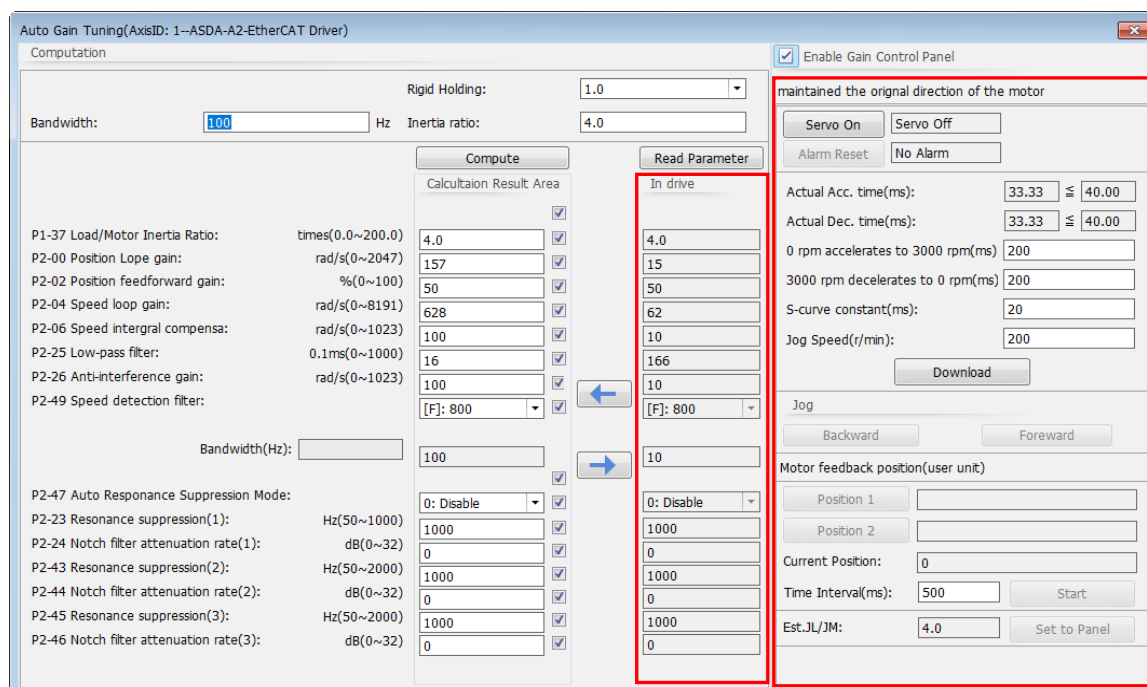 Auto Gain Tuning(AxisID: 1--ASDA-A2-EtherCAT Driver)
Computation
Rigid Holding: 1.0
Bandwidth: 100 Hz Inertia ratio: 4.0
Compute Read Parameter
Calcultaion Result Area In drive
P1-37 Load/Motor Inertia Ratio: times(0.0~200.0) 4.0 4.0
P2-00 Position Lope gain: rad/s(0~2047) 157 15
P2-02 Position feedforward gain: %(0~100) 50 50
P2-04 Speed loop gain: rad/s(0~8191) 628 62
P2-06 Speed intergral compensa: rad/s(0~1023) 100 10
P2-25 Low-pass filter: 0.1ms(0~1000) 16 166
P2-26 Anti-interference gain: rad/s(0~1023) 100 10
P2-49 Speed detection filter: [F]: 800 [F]: 800
Bandwidth(Hz): 100 10
P2-47 Auto Responance Suppression Mode: 0: Disable 0: Disable
P2-23 Resonance suppression(1): Hz(50~1000) 1000 1000
P2-24 Notch filter attenuation rate(1): dB(0~32) 0 0
P2-43 Resonance suppression(2): Hz(50~2000) 1000 1000
P2-44 Notch filter attenuation rate(2): dB(0~32) 0 0
P2-45 Resonance suppression(3): Hz(50~2000) 1000 1000
P2-46 Notch filter attenuation rate(3): dB(0~32) 0 0
Enable Gain Control Panel
maintained the orignal direction of the motor
Servo On Servo Off
Alarm Reset No Alarm
Actual Acc. time(ms): 33.33 ≦ 40.00
Actual Dec. time(ms): 33.33 ≦ 40.00
0 rpm accelerates to 3000 rpm(ms) 200
3000 rpm decelerates to 0 rpm(ms) 200
S-curve constant(ms): 20
Jog Speed(r/min): 200
Download
Jog
Backward Foreward
Motor feedback position(user unit)
Position 1
Position 2
Current Position: 0
Time Interval(ms): 500 Start
Est.JL/JM: 4.0 Set to Panel